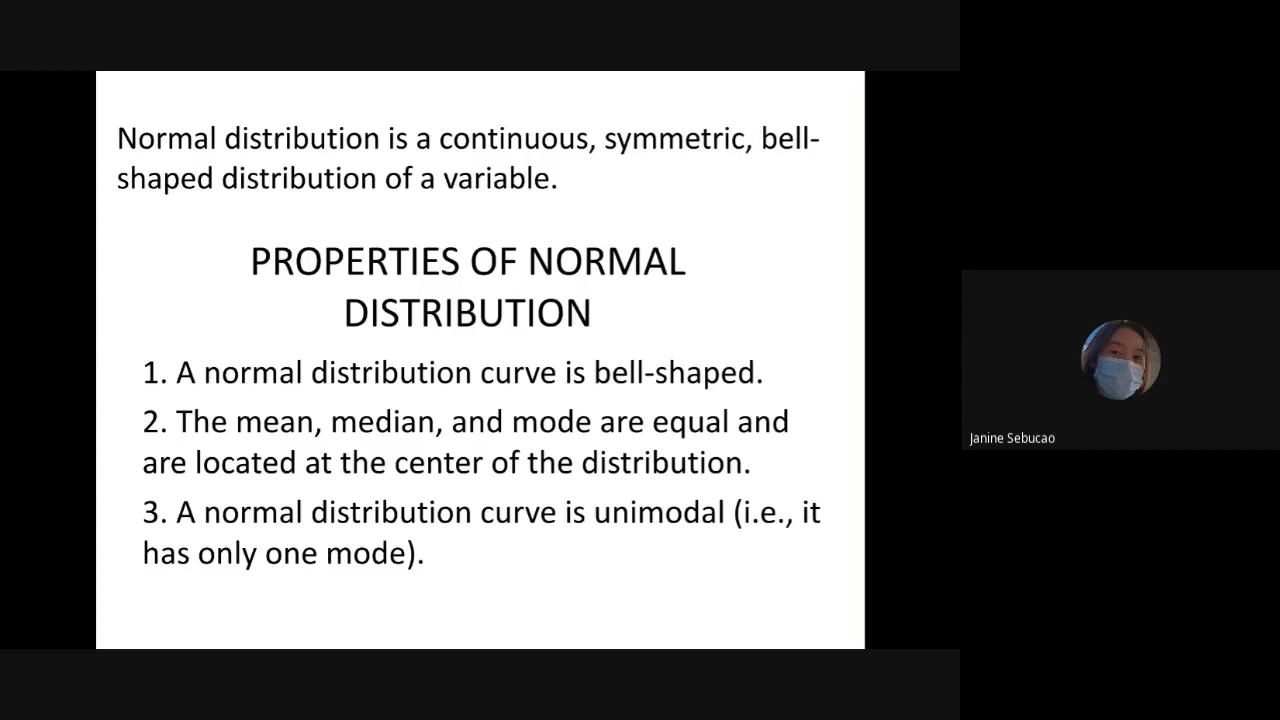 Normal distribution is a continuous, symmetric, bell-
shaped distribution of a variable.
PROPERTIES OF NORMAL
DISTRIBUTION
1. A normal distribution curve is bell-shaped.
2. The mean, median, and mode are equal and
are located at the center of the distribution.
3. A normal distribution curve is unimodal (i.e., it
has only one mode).
Janine Sebucao